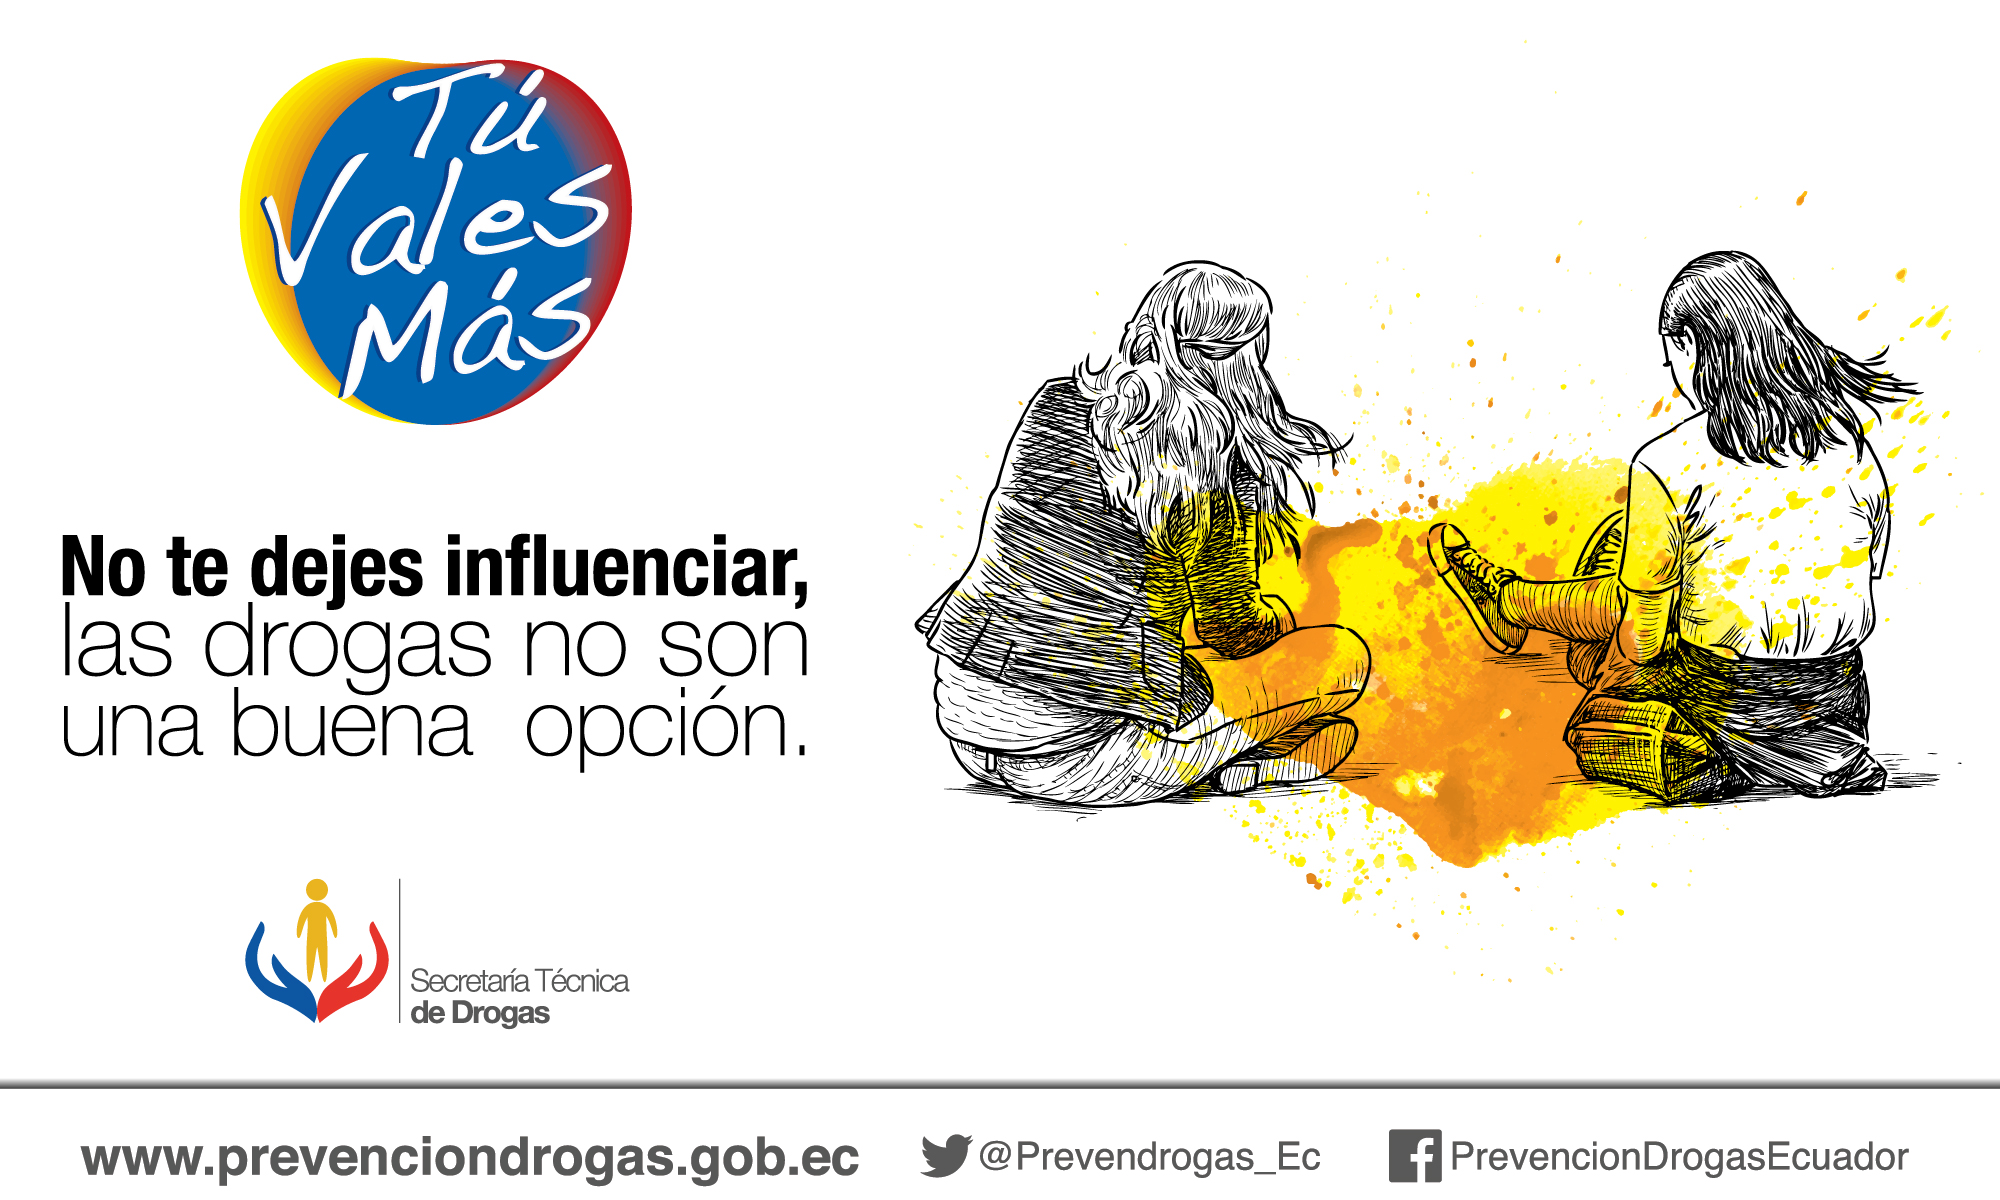 Tú
Vales
Más
No te dejes influenciar,
las drogas no son
una buena opción.
Secretaría Técnica
de Drogas
www.prevenciondrogas.gob.ec
@Prevendrogas_Ec
PrevencionDrogasEcuador